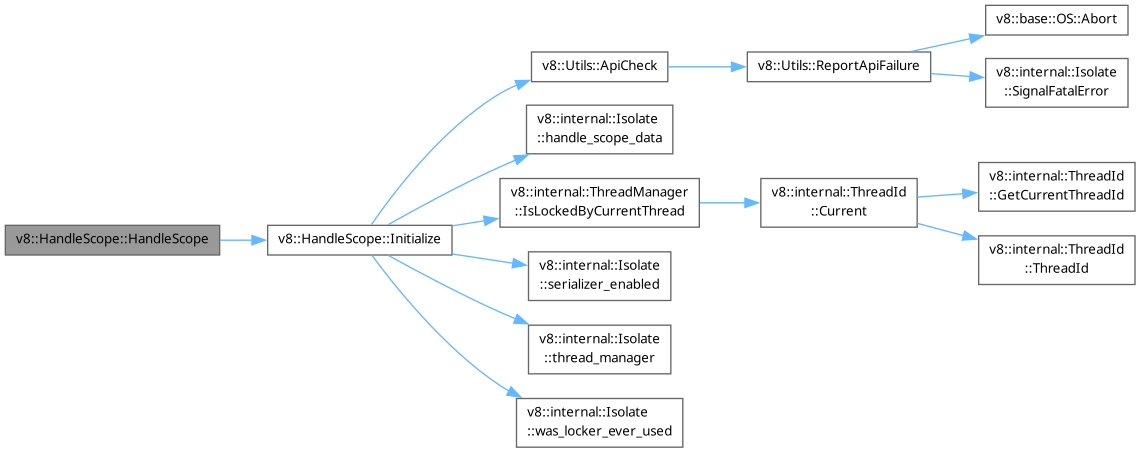 v8::HandleScope::HandleScope
v8::HandleScope::Initialize
v8::Utils::ApiCheck
v8::Utils::ReportApiFailure
v8::base::OS::Abort
v8::internal::Isolate
::SignalFatalError
v8::internal::Isolate
::handle_scope_data
v8::internal::ThreadManager
::IsLockedByCurrentThread
v8::internal::ThreadId
::Current
v8::internal::ThreadId
::GetCurrentThreadId
v8::internal::ThreadId
::ThreadId
v8::internal::Isolate
::serializer_enabled
v8::internal::Isolate
::thread_manager
v8::internal::Isolate
::was_locker_ever_used